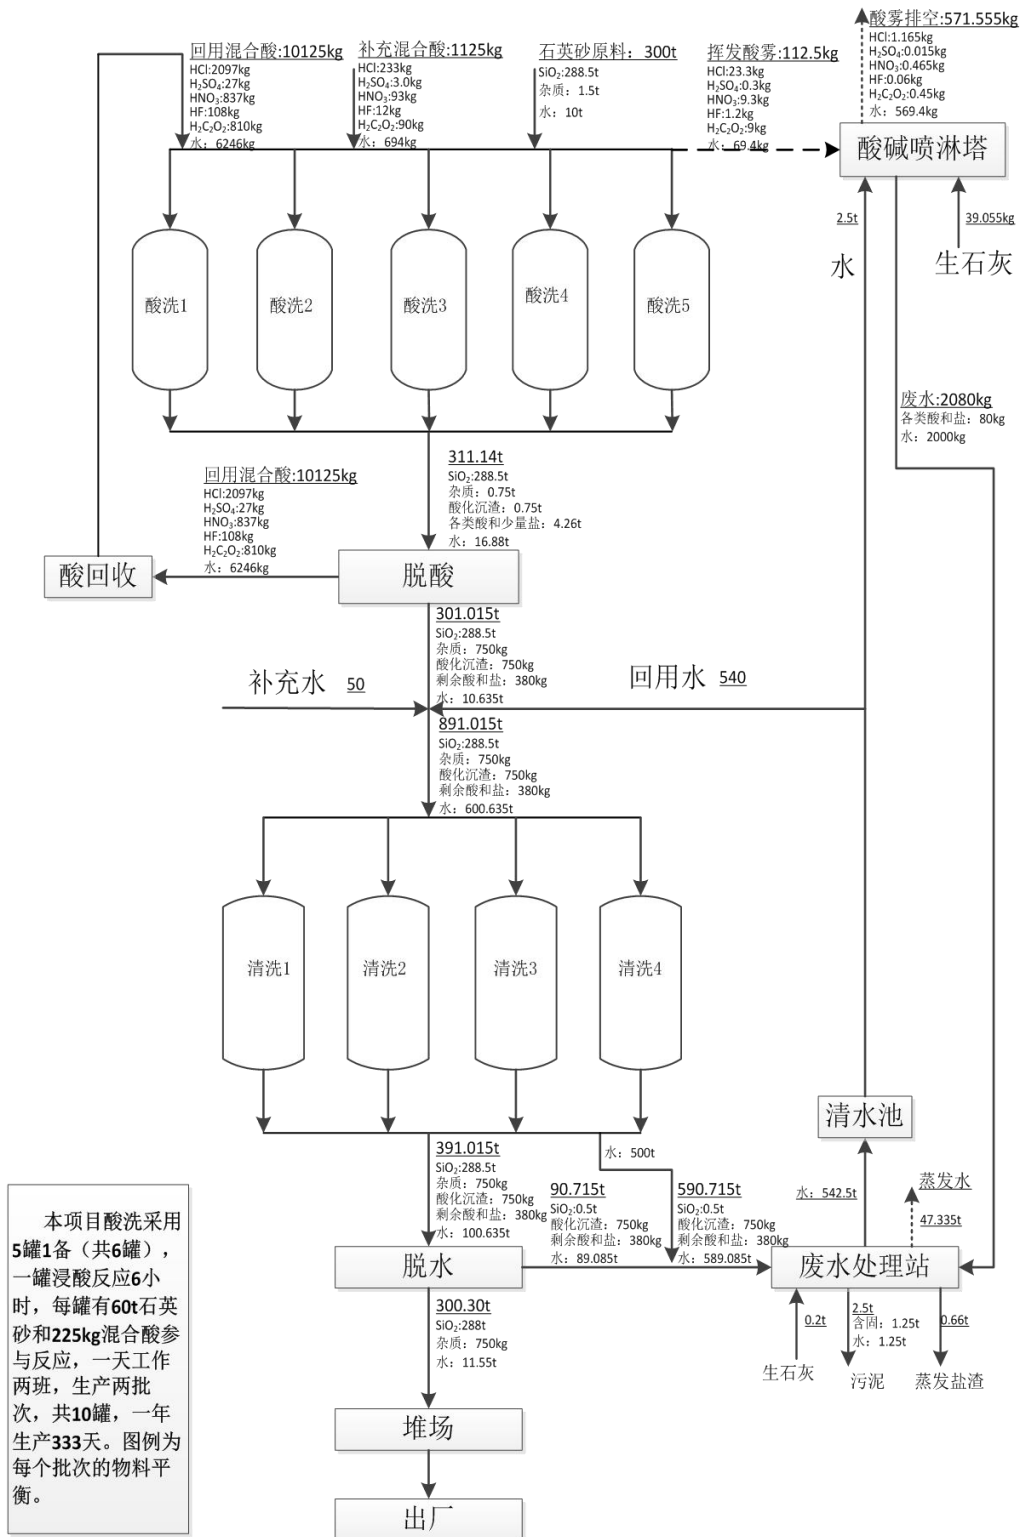 回用混合酸:10125kg
HCl:2097kg
H₂SO₄:27kg
HNO₃:837kg
HF:108kg
H₂C₂O₂:810kg
水：6246kg
补充混合酸:1125kg
HCl:233kg
H₂SO₄:3.0kg
HNO₃:93kg
HF:12kg
H₂C₂O₂:90kg
水：694kg
石英砂原料：300t
SiO₂:288.5t
杂质：1.5t
水：10t
挥发酸雾:112.5kg
HCl:23.3kg
H₂SO₄:0.3kg
HNO₃:9.3kg
HF:1.2kg
H₂C₂O₂:9kg
水：69.4kg
酸雾排空:571.555kg
HCl:1.165kg
H₂SO₄:0.015kg
HNO₃:0.465kg
HF:0.06kg
H₂C₂O₂:0.45kg
水：569.4kg
酸碱喷淋塔
2.5t
水
39.055kg
生石灰
酸洗1
酸洗2
酸洗3
酸洗4
酸洗5
废水:2080kg
各类酸和盐：80kg
水：2000kg
311.14t
SiO₂:288.5t
杂质：0.75t
酸化沉渣：0.75t
各类酸和少量盐：4.26t
水：16.88t
回用混合酸:10125kg
HCl:2097kg
H₂SO₄:27kg
HNO₃:837kg
HF:108kg
H₂C₂O₂:810kg
水：6246kg
酸回收
脱酸
301.015t
SiO₂:288.5t
杂质：750kg
酸化沉渣：750kg
剩余酸和盐：380kg
水：10.635t
补充水 50
回用水 540
891.015t
SiO₂:288.5t
杂质：750kg
酸化沉渣：750kg
剩余酸和盐：380kg
水：600.635t
清洗1
清洗2
清洗3
清洗4
清水池
391.015t
SiO₂:288.5t
杂质：750kg
酸化沉渣：750kg
剩余酸和盐：380kg
水：100.635t
水：500t
90.715t
SiO₂:0.5t
酸化沉渣：750kg
剩余酸和盐：380kg
水：89.085t
590.715t
SiO₂:0.5t
酸化沉渣：750kg
剩余酸和盐：380kg
水：589.085t
水：542.5t
蒸发水
47.335t
脱水
废水处理站
300.30t
SiO₂:288t
杂质：750kg
水：11.55t
0.2t
生石灰
2.5t
含固：1.25t
水：1.25t
污泥
0.66t
蒸发盐渣
堆场
出厂
本项目酸洗采用
5罐1备（共6罐），
一罐浸酸反应6小
时，每罐有60t石英
砂和225kg混合酸参
与反应，一天工作
两班，生产两批
次，共10罐，一年
生产333天。图例为
每个批次的物料平
衡。